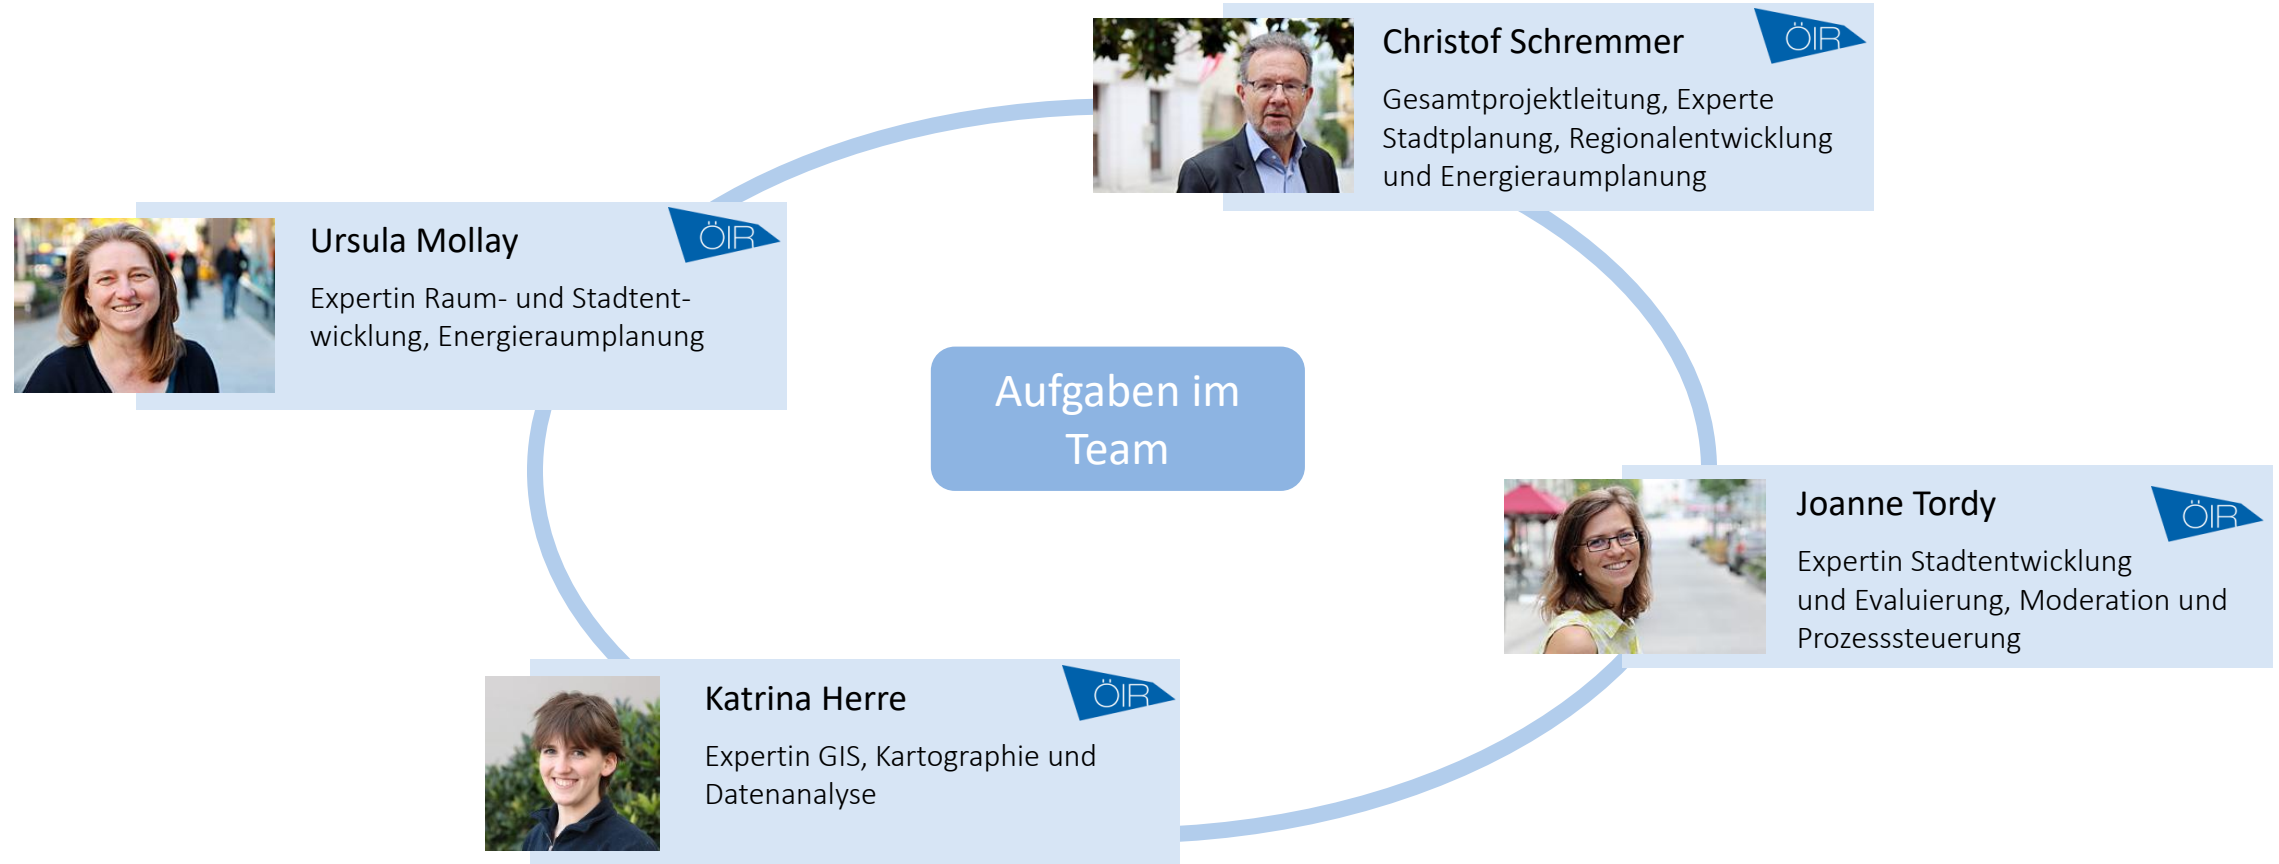 Christof Schremmer
ÖIR
Gesamtprojektleitung, Experte
Stadtplanung, Regionalentwicklung
und Energieraumplanung
Ursula Mollay
ÖIR
Expertin Raum- und Stadtent-
wicklung, Energieraumplanung
Aufgaben im
Team
Joanne Tordy
ÖIR
Expertin Stadtentwicklung
und Evaluierung, Moderation und
Prozesssteuerung
Katrina Herre
ÖIR
Expertin GIS, Kartographie und
Datenanalyse